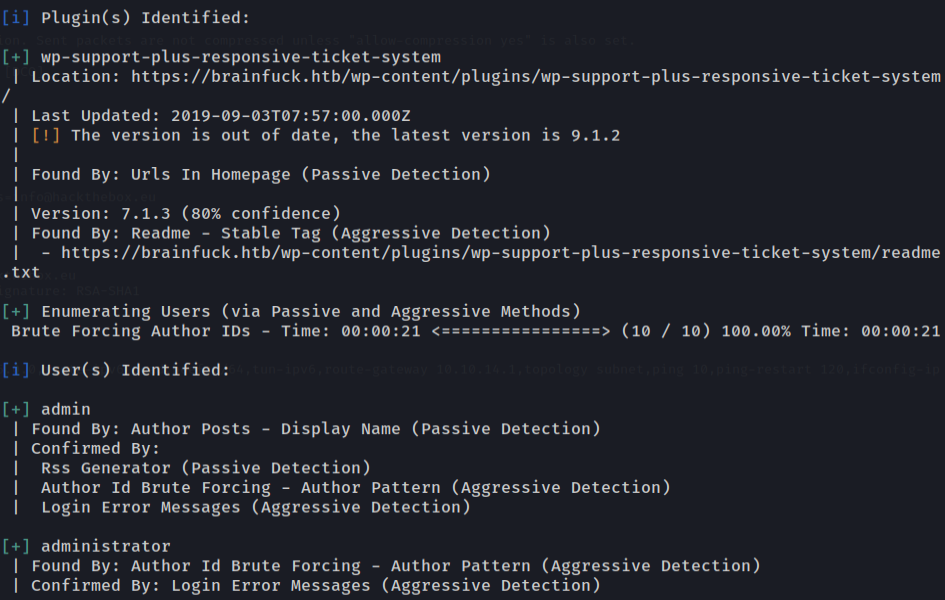 [i] Plugin(s) Identified:
[+] wp-support-plus-responsive-ticket-system
| Location: https://brainfuck.htb/wp-content/plugins/wp-support-plus-responsive-ticket-system
/
| Last Updated: 2019-09-03T07:57:00.000Z
| [!] The version is out of date, the latest version is 9.1.2
|
| Found By: Urls In Homepage (Passive Detection)
|
| Version: 7.1.3 (80% confidence)
| Found By: Readme - Stable Tag (Aggressive Detection)
|  - https://brainfuck.htb/wp-content/plugins/wp-support-plus-responsive-ticket-system/readme
.txt
[+] Enumerating Users (via Passive and Aggressive Methods)
Brute Forcing Author IDs - Time: 00:00:21 <================> (10 / 10) 100.00% Time: 00:00:21
[i] User(s) Identified:
[+] admin
| Found By: Author Posts - Display Name (Passive Detection)
| Confirmed By:
|  Rss Generator (Passive Detection)
|  Author Id Brute Forcing - Author Pattern (Aggressive Detection)
|  Login Error Messages (Aggressive Detection)
[+] administrator
| Found By: Author Id Brute Forcing - Author Pattern (Aggressive Detection)
| Confirmed By: Login Error Messages (Aggressive Detection)